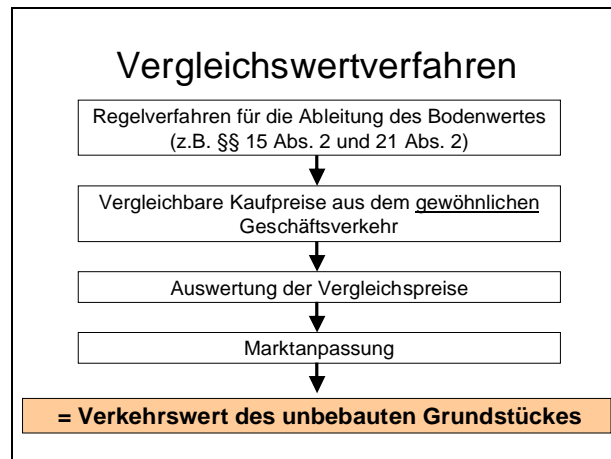 Vergleichswertverfahren
Regelverfahren für die Ableitung des Bodenwertes
(z.B. §§ 15 Abs. 2 und 21 Abs. 2)
Vergleichbare Kaufpreise aus dem gewöhnlichen
Geschäftsverkehr
Auswertung der Vergleichspreise
Marktanpassung
= Verkehrswert des unbebauten Grundstückes